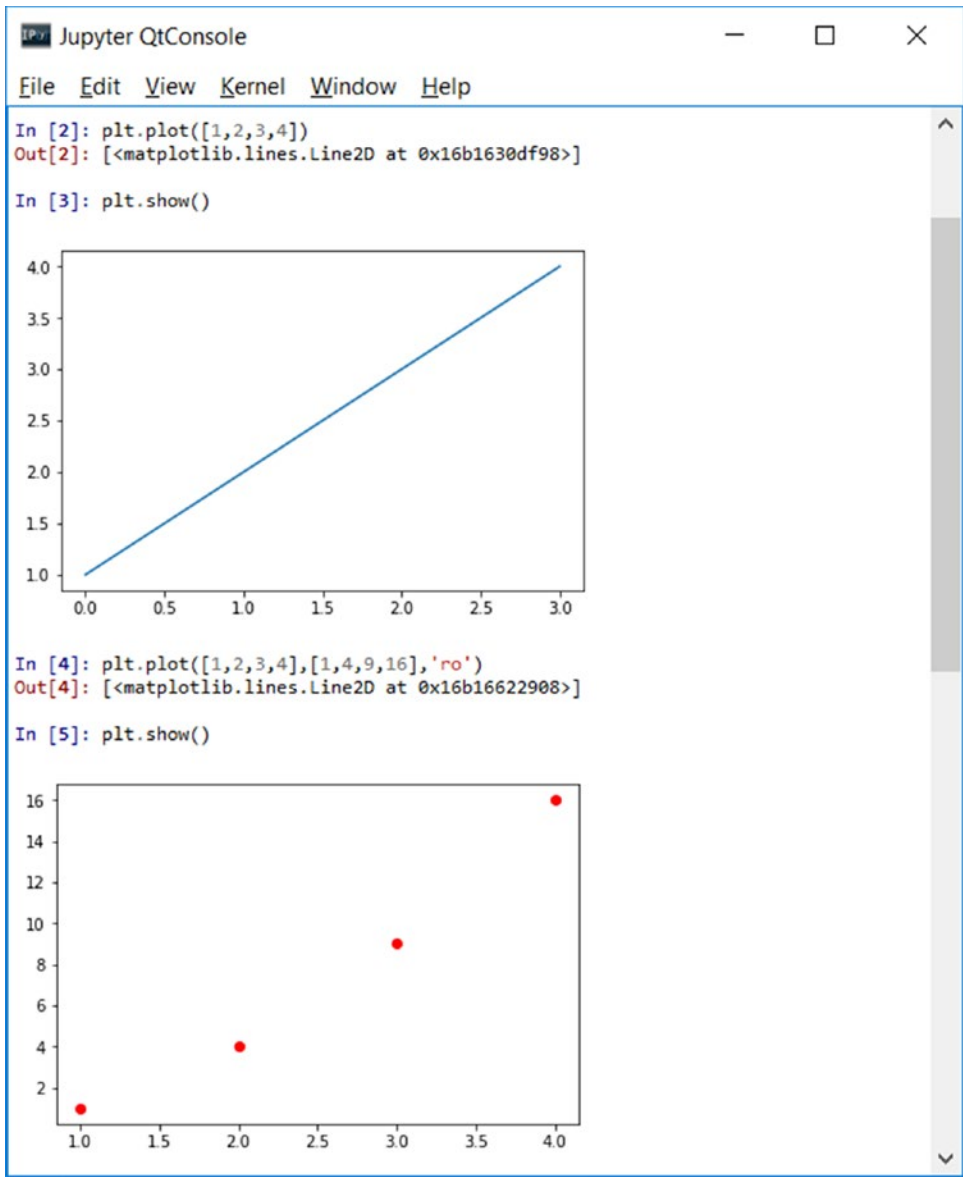 IP[y]: Jupyter QtConsole
File Edit View Kernel Window Help
In [2]: plt.plot([1,2,3,4])
Out[2]: [<matplotlib.lines.Line2D at 0x16b1630df98>]
In [3]: plt.show()
4.0
3.5
3.0
2.5
2.0
1.5
1.0
0.0 0.5 1.0 1.5 2.0 2.5 3.0
In [4]: plt.plot([1,2,3,4],[1,4,9,16],'ro')
Out[4]: [<matplotlib.lines.Line2D at 0x16b16622908>]
In [5]: plt.show()
16
14
12
10
8
6
4
2
1.0 1.5 2.0 2.5 3.0 3.5 4.0